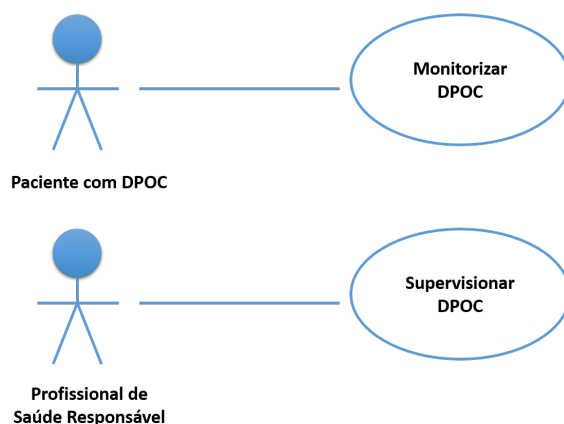 Monitorizar
DPOC
Paciente com DPOC
Supervisionar
DPOC
Profissional de
Saúde Responsável